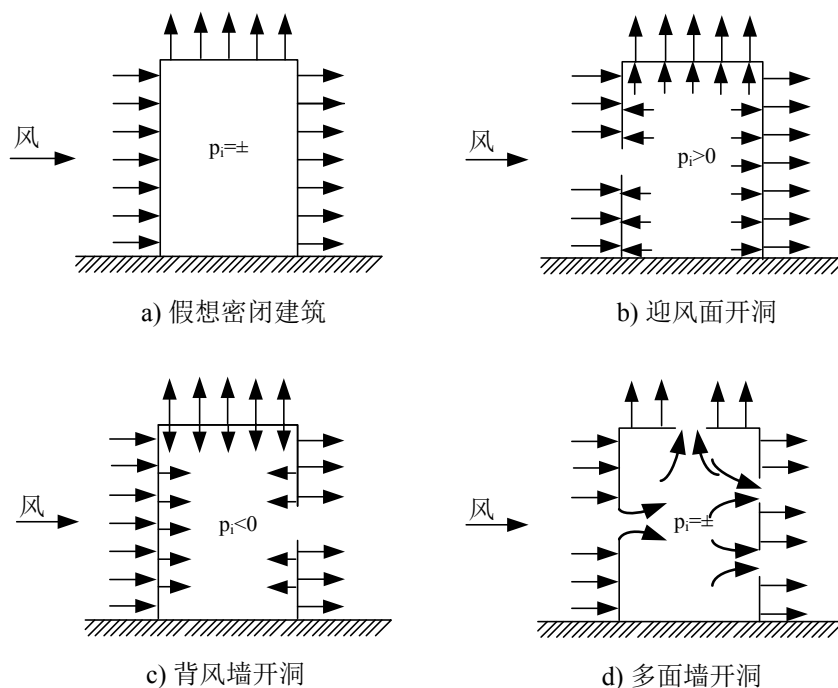 风
pᵢ=±
a) 假想密闭建筑
风
pᵢ>0
b) 迎风面开洞
风
pᵢ<0
c) 背风墙开洞
风
pᵢ=±
d) 多面墙开洞